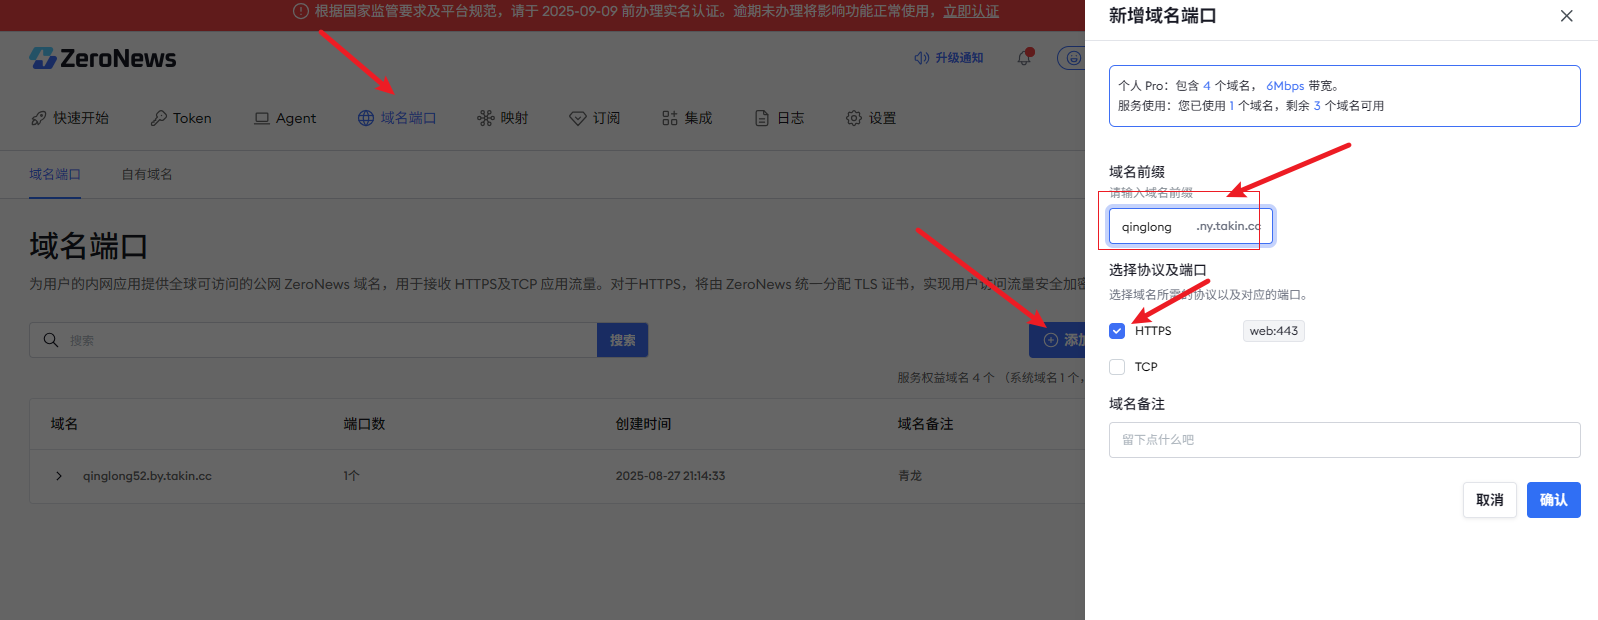 根据国家监管要求及平台规范，请于 2025-09-09 前办理实名认证。逾期未办理将影响功能正常使用，立即认证
ZeroNews
升级通知
快速开始
Token
Agent
域名端口
映射
订阅
集成
日志
设置
域名端口
自有域名
域名端口
为用户的内网应用提供全球可访问的公网 ZeroNews 域名，用于接收 HTTPS及TCP 应用流量。对于HTTPS，将由 ZeroNews 统一分配 TLS 证书，实现用户访问流量安全加密
搜索
搜索
添加
服务权益域名 4 个 （系统域名 1 个，
域名
端口数
创建时间
域名备注
qinglong52.by.takin.cc
1个
2025-08-27 21:14:33
青龙
新增域名端口
个人 Pro：包含 4 个域名， 6Mbps 带宽。
服务使用：您已使用 1 个域名，剩余 3 个域名可用
域名前缀
请输入域名前缀
qinglong
.ny.takin.cc
选择协议及端口
选择域名所需的协议以及对应的端口。
HTTPS
web:443
TCP
域名备注
留下点什么吧
取消
确认